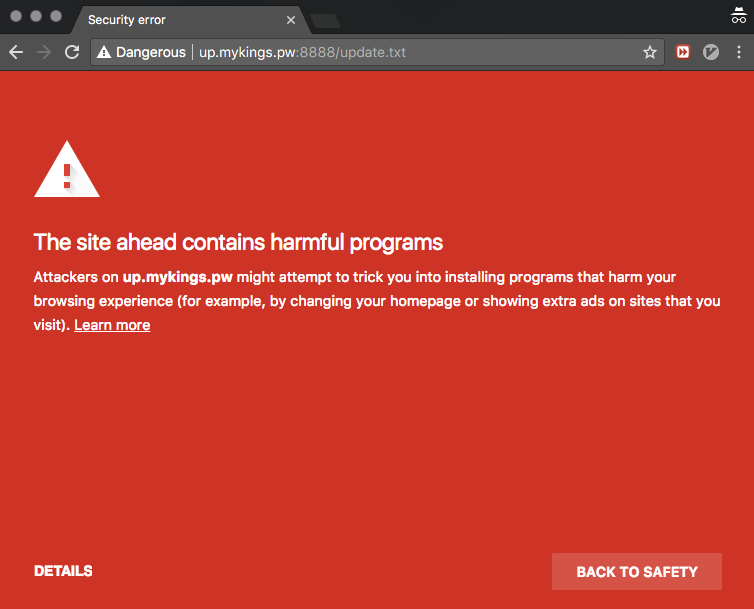 Security error
Dangerous up.mykings.pw:8888/update.txt
The site ahead contains harmful programs
Attackers on up.mykings.pw might attempt to trick you into installing programs that harm your
browsing experience (for example, by changing your homepage or showing extra ads on sites that you
visit). Learn more
DETAILS
BACK TO SAFETY